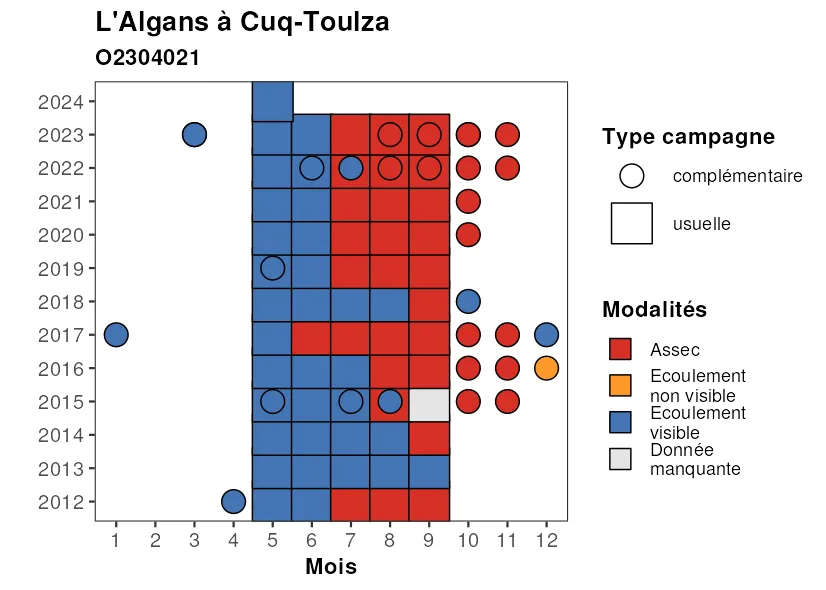 L'Algans à Cuq-Toulza
O2304021
2024
2023
2022
2021
2020
2019
2018
2017
2016
2015
2014
2013
2012
1 2 3 4 5 6 7 8 9 10 11 12
Mois
Type campagne
complémentaire
usuelle
Modalités
Assec
Ecoulement
non visible
Ecoulement
visible
Donnée
manquante